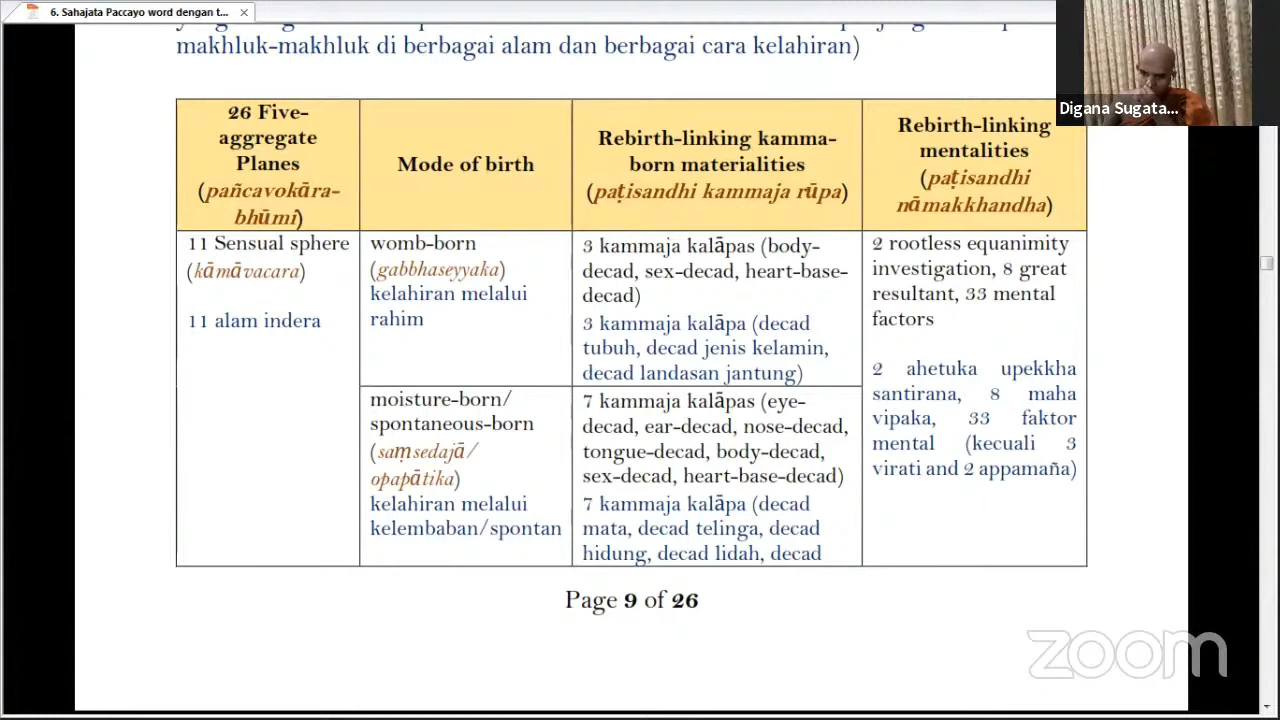 6. Sahajata Paccayo word dengan t...
makhluk-makhluk di berbagai alam dan berbagai cara kelahiran)
Digana Sugata...
26 Five-
aggregate
Planes
(pañcavokāra-
bhūmi)
Mode of birth
Rebirth-linking kamma-
born materialities
(paṭisandhi kammaja rūpa)
Rebirth-linking
mentalities
(paṭisandhi
nāmakkhandha)
11 Sensual sphere
(kāmāvacara)
11 alam indera
womb-born
(gabbhaseyyaka)
kelahiran melalui
rahim
3 kammaja kalāpas (body-
decad, sex-decad, heart-base-
decad)
3 kammaja kalāpa (decad
tubuh, decad jenis kelamin,
decad landasan jantung)
2 rootless equanimity
investigation, 8 great
resultant, 33 mental
factors
2 ahetuka upekkha
santirana, 8 maha
vipaka, 33 faktor
mental (kecuali 3
virati and 2 appamaña)
moisture-born/
spontaneous-born
(saṃsedajā/
opapātika)
kelahiran melalui
kelembaban/spontan
7 kammaja kalāpas (eye-
decad, ear-decad, nose-decad,
tongue-decad, body-decad,
sex-decad, heart-base-decad)
7 kammaja kalāpa (decad
mata, decad telinga, decad
hidung, decad lidah, decad
Page 9 of 26
zoom